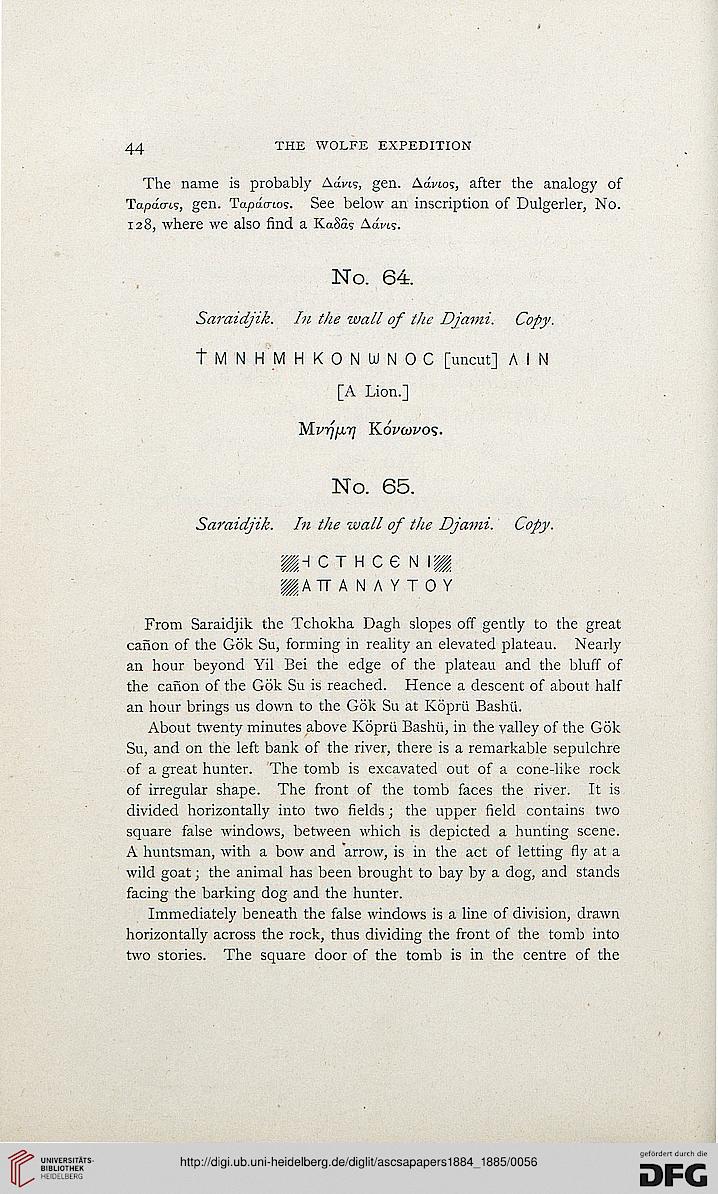 44 THE WOLFE EXPEDITION
The name is probably Δάνις, gen. Δάνιος, after the analogy of
Ταράσις, gen. Ταράσιος. See below an inscription of Dulgerler, No.
128, where we also find a Καδᾶς Δάνις.
No. 64.
Saraidjik. In the wall of the Djami. Copy.
† Μ Ν Η Μ Η Κ Ο Ν Ѡ Ν Ο C [uncut] Λ Ι Ν
[A Lion.]
Μνήμη Κόνωνος.
No. 65.
Saraidjik. In the wall of the Djami. Copy.
┤ C Τ Η C Є Ν Ι
Α Π Α Ν Λ Υ Τ Ο Υ
From Saraidjik the Tchokha Dagh slopes off gently to the great
cañon of the Gök Su, forming in reality an elevated plateau. Nearly
an hour beyond Yil Bei the edge of the plateau and the bluff of
the cañon of the Gök Su is reached. Hence a descent of about half
an hour brings us down to the Gök Su at Köprü Bashü.
About twenty minutes above Köprü Bashü, in the valley of the Gök
Su, and on the left bank of the river, there is a remarkable sepulchre
of a great hunter. The tomb is excavated out of a cone-like rock
of irregular shape. The front of the tomb faces the river. It is
divided horizontally into two fields; the upper field contains two
square false windows, between which is depicted a hunting scene.
A huntsman, with a bow and arrow, is in the act of letting fly at a
wild goat; the animal has been brought to bay by a dog, and stands
facing the barking dog and the hunter.
Immediately beneath the false windows is a line of division, drawn
horizontally across the rock, thus dividing the front of the tomb into
two stories. The square door of the tomb is in the centre of the
UNIVERSITÄTS-
BIBLIOTHEK
HEIDELBERG
http://digi.ub.uni-heidelberg.de/diglit/ascsapapers1884_1885/0056
gefördert durch die
DFG